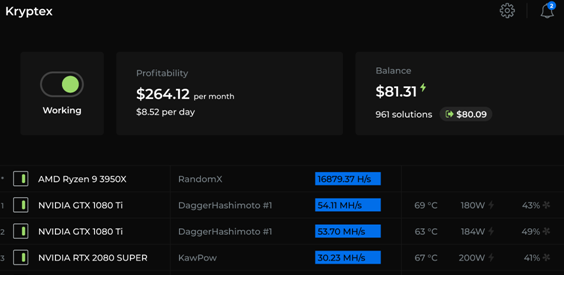 Kryptex
2
Working
Profitability
$264.12 per month
$8.52 per day
Balance
$81.31
961 solutions $80.09
* AMD Ryzen 9 3950X RandomX 16879.37 H/s
1 NVIDIA GTX 1080 Ti DaggerHashimoto #1 54.11 MH/s 69 °C 180W 43%
2 NVIDIA GTX 1080 Ti DaggerHashimoto #1 53.70 MH/s 63 °C 184W 49%
3 NVIDIA RTX 2080 SUPER KawPow 30.23 MH/s 67 °C 200W 41%